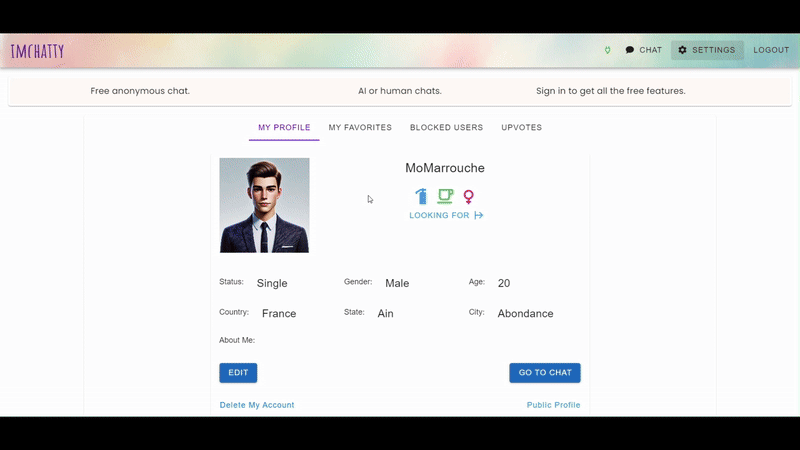 IMCHATTY
CHAT
SETTINGS
LOGOUT
Free anonymous chat.
AI or human chats.
Sign in to get all the free features.
MY PROFILE
MY FAVORITES
BLOCKED USERS
UPVOTES
MoMarrouche
LOOKING FOR
Status: Single
Gender: Male
Age: 20
Country: France
State: Ain
City: Abondance
About Me:
EDIT
GO TO CHAT
Delete My Account
Public Profile